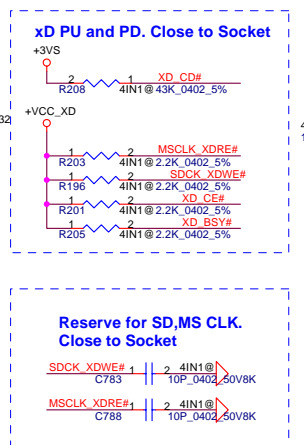 xD PU and PD. Close to Socket
+3VS
2 1 XD_CD#
R208 4IN1@ 43K_0402_5%
32 +VCC_XD
1 2 MSCLK_XDRE#
R203 4IN1@ 2.2K_0402_5%
1 2 SDCK_XDWE#
R196 4IN1@ 2.2K_0402_5%
1 2 XD_CE#
R201 4IN1@ 2.2K_0402_5%
1 2 XD_BSY#
R205 4IN1@ 2.2K_0402_5%
Reserve for SD,MS CLK.
Close to Socket
SDCK_XDWE# 1 2 4IN1@
C783 10P_0402_50V8K
MSCLK_XDRE# 1 2 4IN1@
C788 10P_0402_50V8K